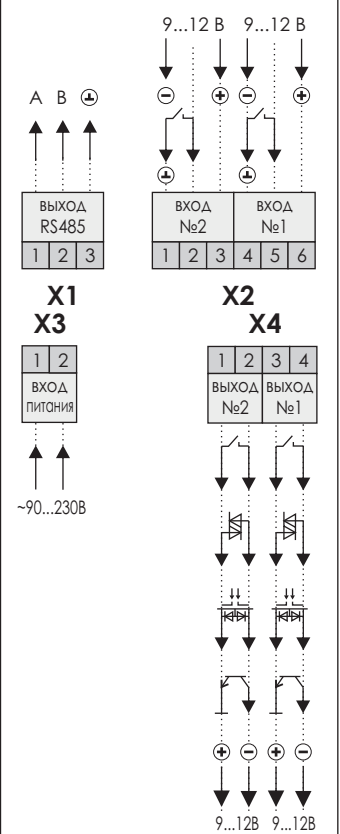 9...12 В 9...12 В
А В
ВЫХОД
RS485
1 2 3
ВХОД
№2
ВХОД
№1
1 2 3 4 5 6
X1
X2
X3
X4
1 2
ВХОД
ПИТАНИЯ
~90...230В
1 2 3 4
ВЫХОД
№2
ВЫХОД
№1
9...12В 9...12В